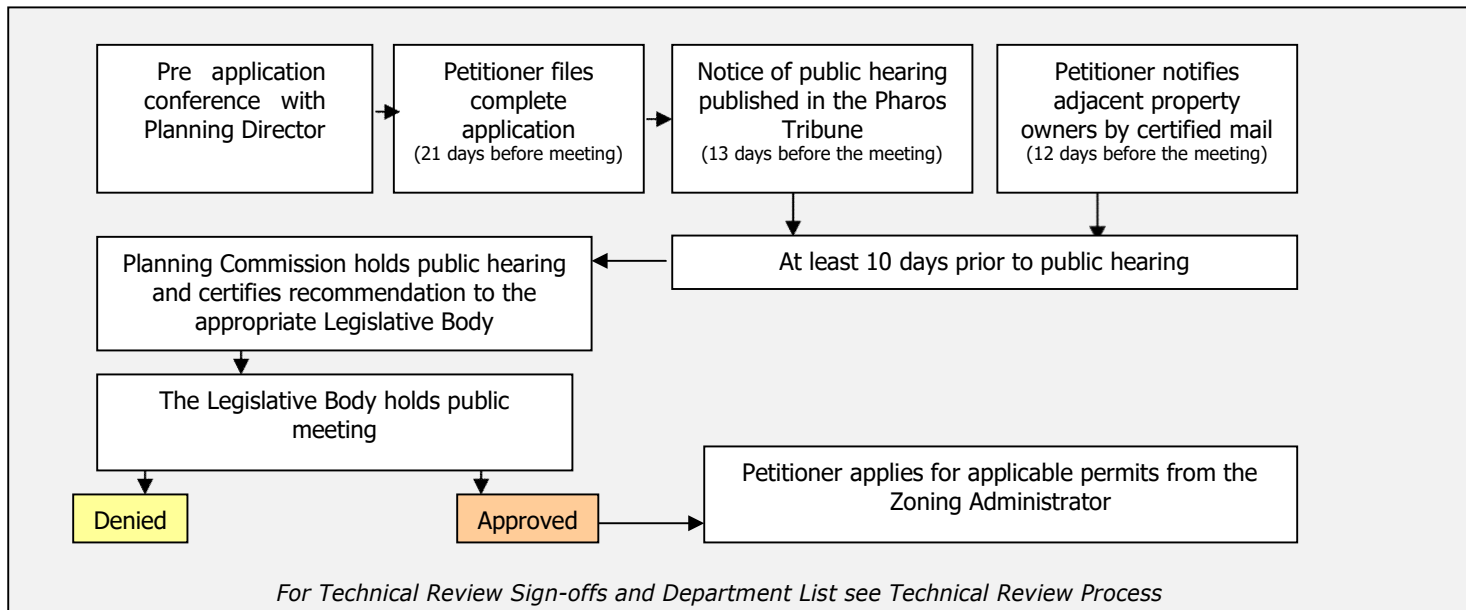 Pre application
conference with
Planning Director
Petitioner files
complete
application
(21 days before meeting)
Notice of public hearing
published in the Pharos
Tribune
(13 days before the meeting)
Petitioner notifies
adjacent property
owners by certified mail
(12 days before the meeting)
At least 10 days prior to public hearing
Planning Commission holds public hearing
and certifies recommendation to the
appropriate Legislative Body
The Legislative Body holds public
meeting
Denied
Approved
Petitioner applies for applicable permits from the
Zoning Administrator
For Technical Review Sign-offs and Department List see Technical Review Process